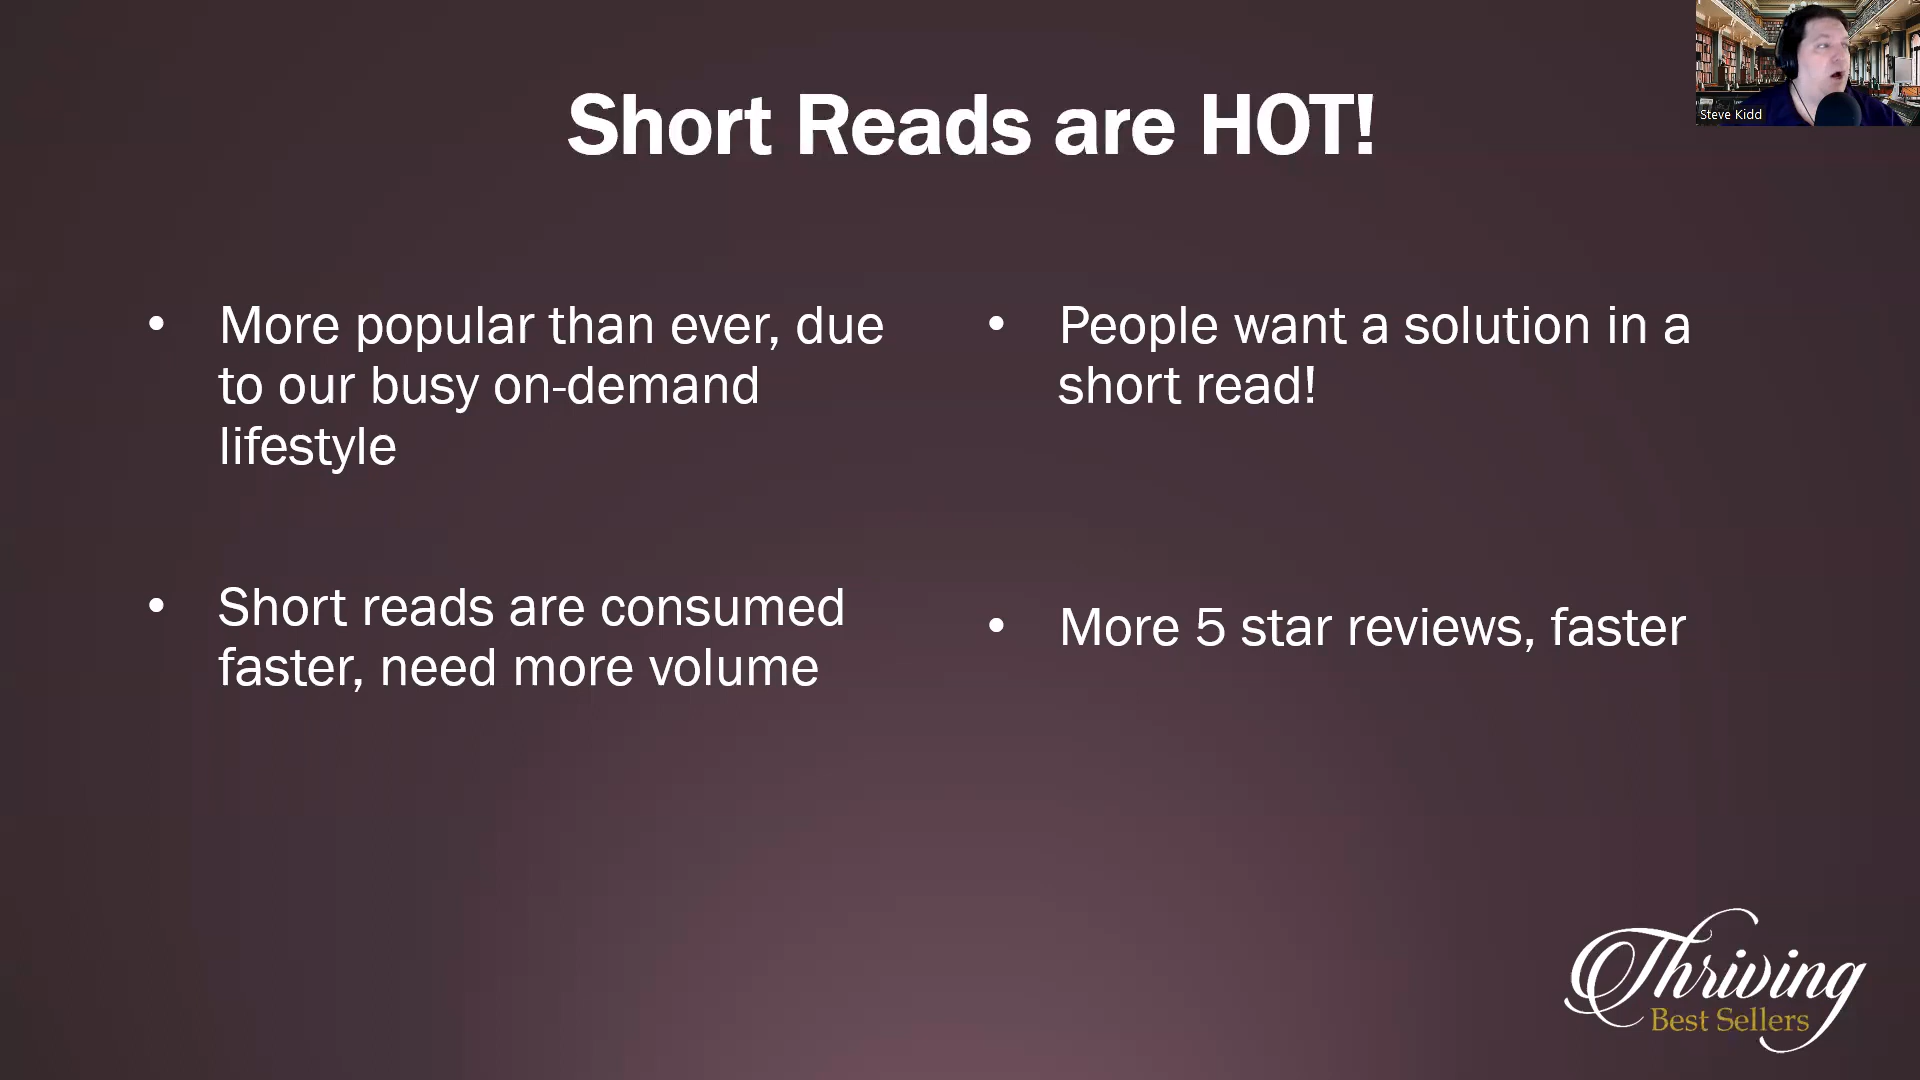 Short Reads are HOT!
Steve Kidd
• More popular than ever, due
to our busy on-demand
lifestyle
• Short reads are consumed
faster, need more volume
• People want a solution in a
short read!
• More 5 star reviews, faster
Thriving
Best Sellers